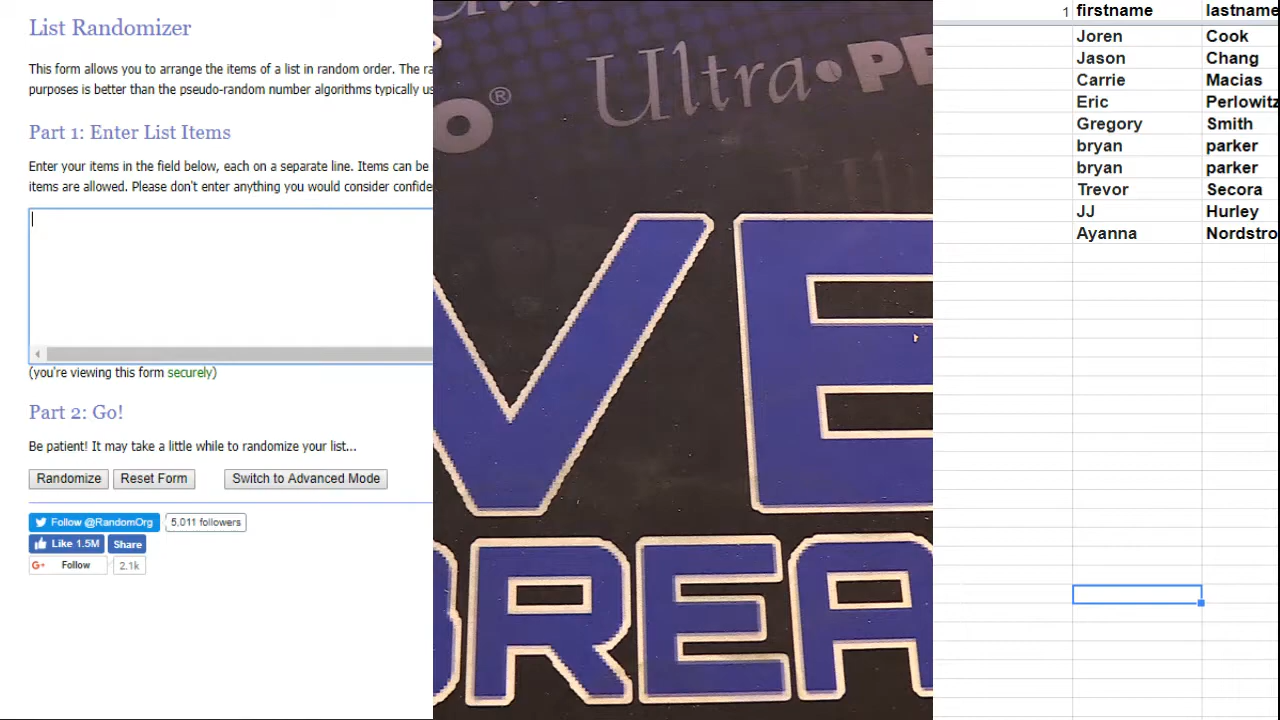 List Randomizer
This form allows you to arrange the items of a list in random order. The ra
purposes is better than the pseudo-random number algorithms typically us
Part 1: Enter List Items
Enter your items in the field below, each on a separate line. Items can be
items are allowed. Please don't enter anything you would consider confide
(you're viewing this form securely)
Part 2: Go!
Be patient! It may take a little while to randomize your list...
Randomize Reset Form Switch to Advanced Mode
Follow @RandomOrg 5,011 followers
Like 1.5M Share
G+ Follow 2.1k
Ultra•PR
O®
VE
BREA
1 firstname lastname
Joren Cook
Jason Chang
Carrie Macias
Eric Perlowitz
Gregory Smith
bryan parker
bryan parker
Trevor Secora
JJ Hurley
Ayanna Nordstro